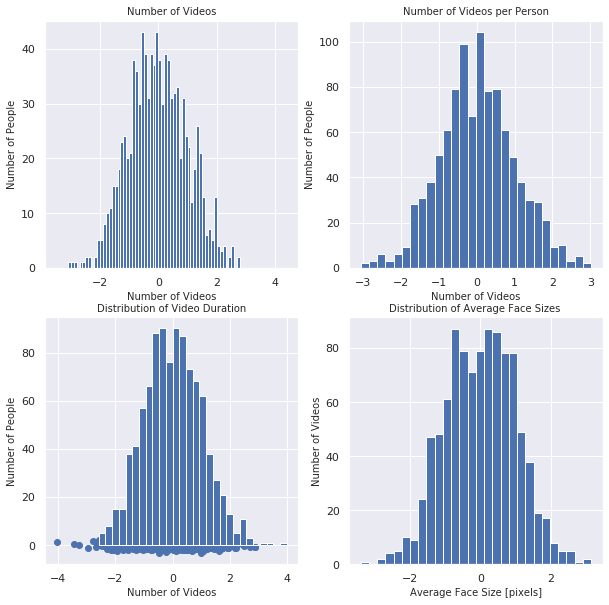 Number of Videos
Number of People
40
30
20
10
0
−2 0 2 4
Number of Videos
Number of Videos per Person
Number of People
100
80
60
40
20
0
−3 −2 −1 0 1 2 3
Number of Videos
Distribution of Video Duration
Number of People
80
60
40
20
0
−4 −2 0 2 4
Number of Videos
Distribution of Average Face Sizes
Number of Videos
80
60
40
20
0
−2 0 2
Average Face Size [pixels]